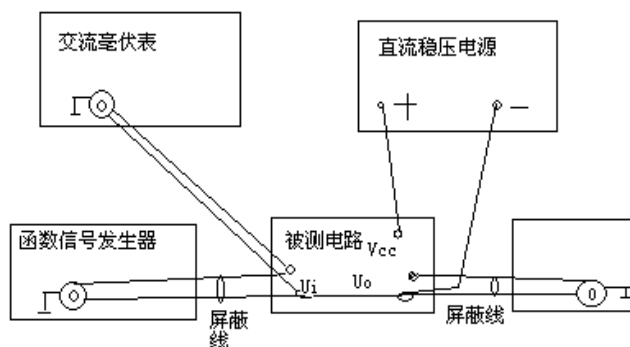 交流毫伏表
直流稳压电源
+
−
函数信号发生器
被测电路
Vcc
Ui
Uo
屏蔽
线
屏蔽线